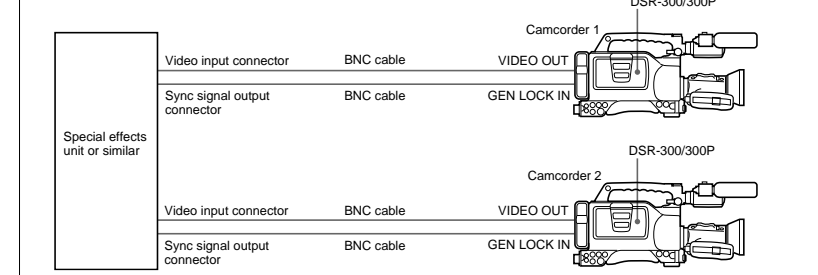 DSR-300/300P
Camcorder 1
Video input connector BNC cable VIDEO OUT
Sync signal output connector BNC cable GEN LOCK IN
Special effects unit or similar
DSR-300/300P
Camcorder 2
Video input connector BNC cable VIDEO OUT
Sync signal output connector BNC cable GEN LOCK IN